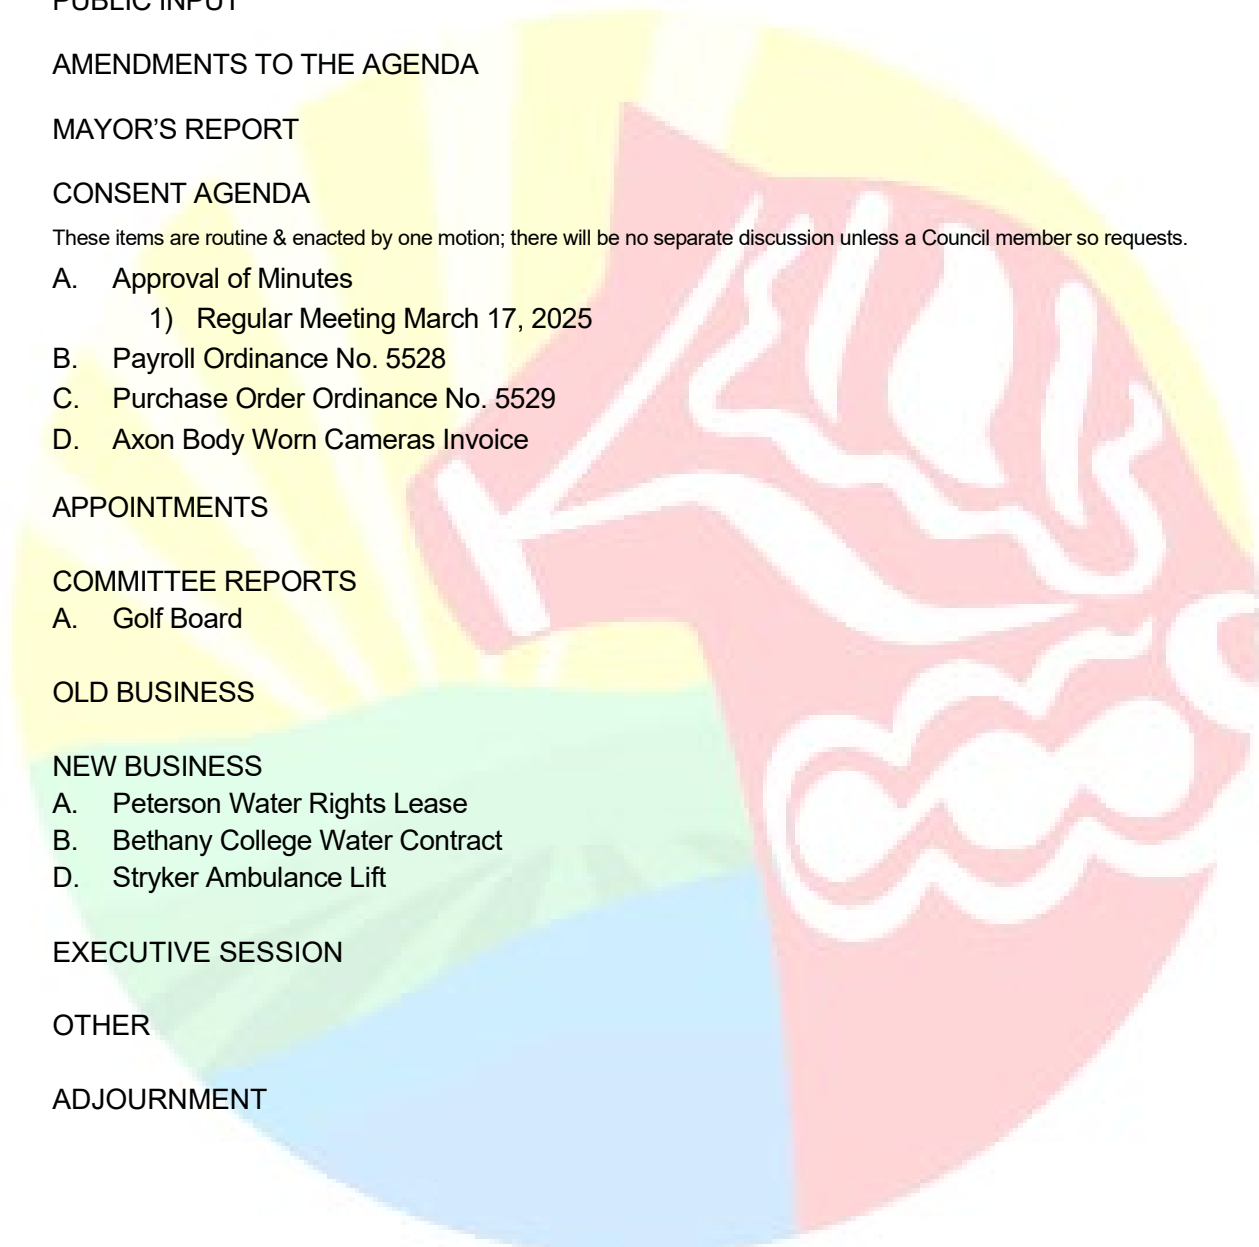 PUBLIC INPUT
AMENDMENTS TO THE AGENDA
MAYOR’S REPORT
CONSENT AGENDA
These items are routine & enacted by one motion; there will be no separate discussion unless a Council member so requests.
A. Approval of Minutes
1) Regular Meeting March 17, 2025
B. Payroll Ordinance No. 5528
C. Purchase Order Ordinance No. 5529
D. Axon Body Worn Cameras Invoice
APPOINTMENTS
COMMITTEE REPORTS
A. Golf Board
OLD BUSINESS
NEW BUSINESS
A. Peterson Water Rights Lease
B. Bethany College Water Contract
D. Stryker Ambulance Lift
EXECUTIVE SESSION
OTHER
ADJOURNMENT